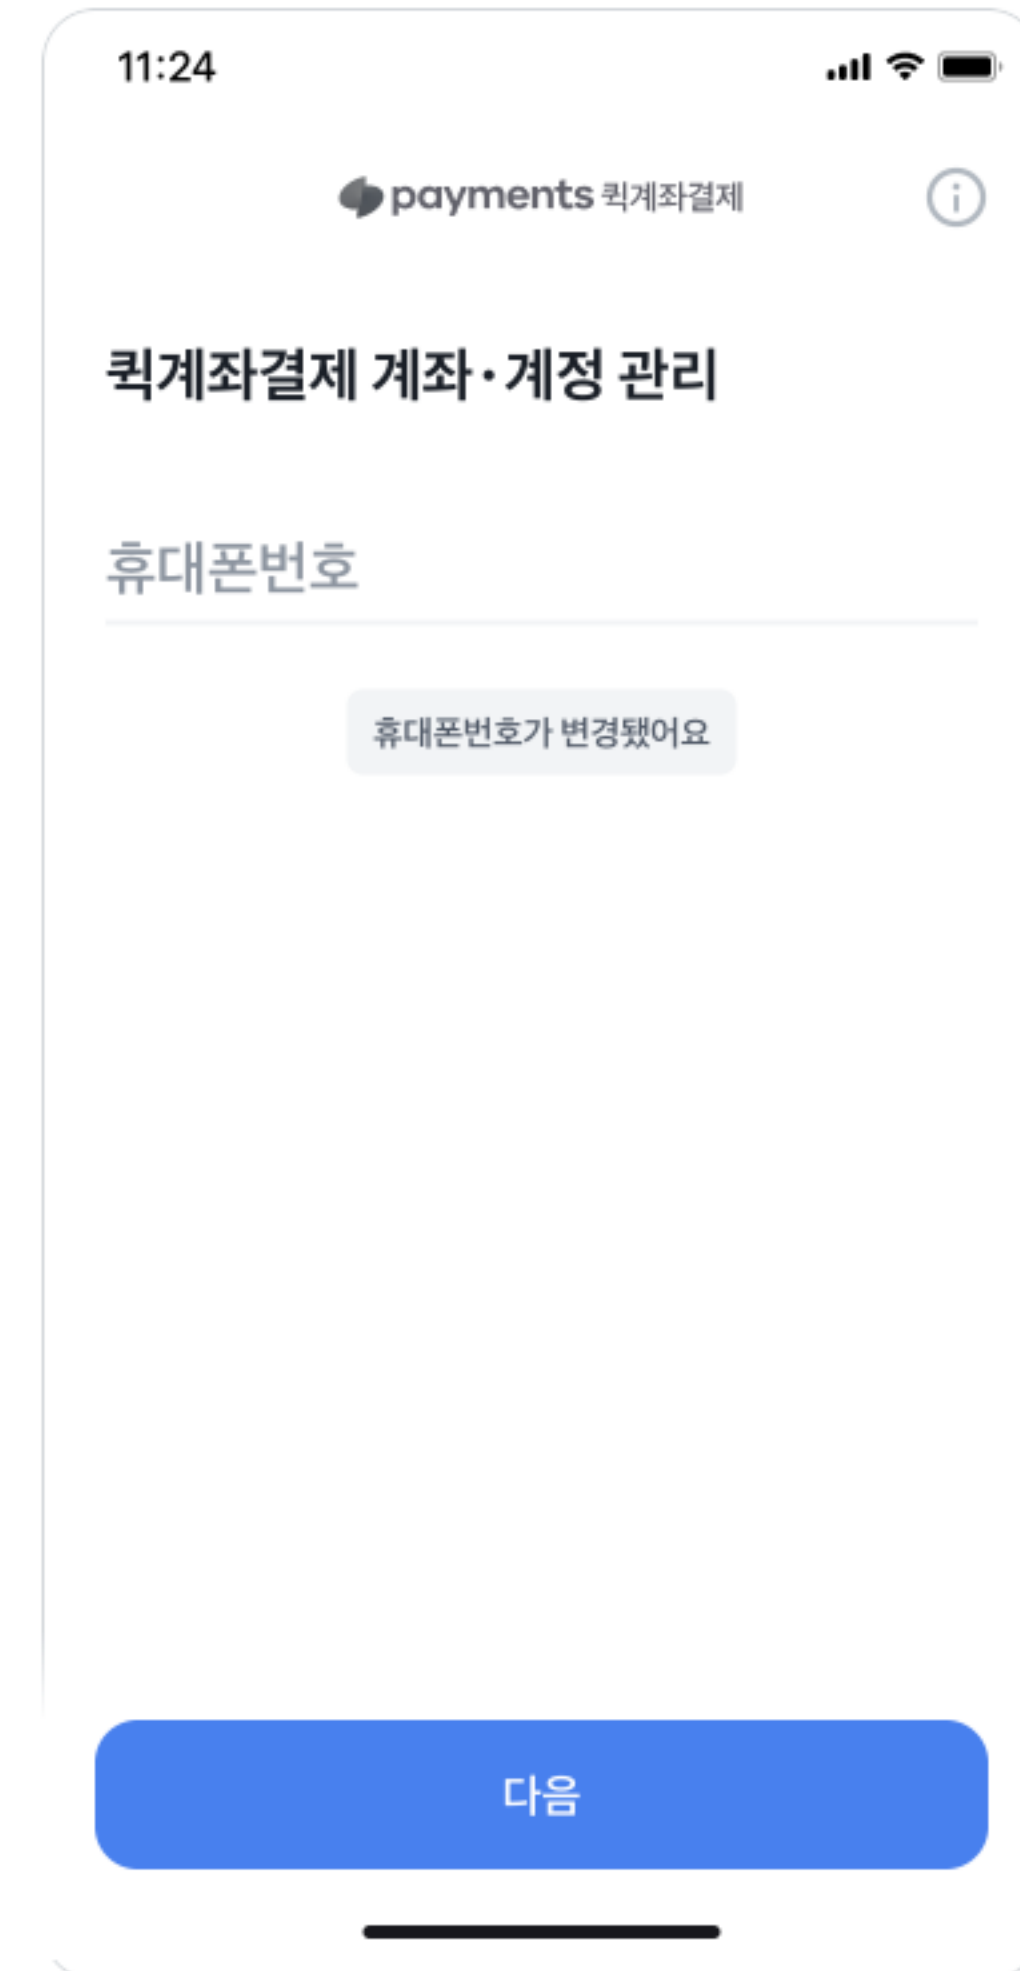 11:24
payments 퀵계좌결제
퀵계좌결제 계좌·계정 관리
휴대폰번호
휴대폰번호가 변경됐어요
다음